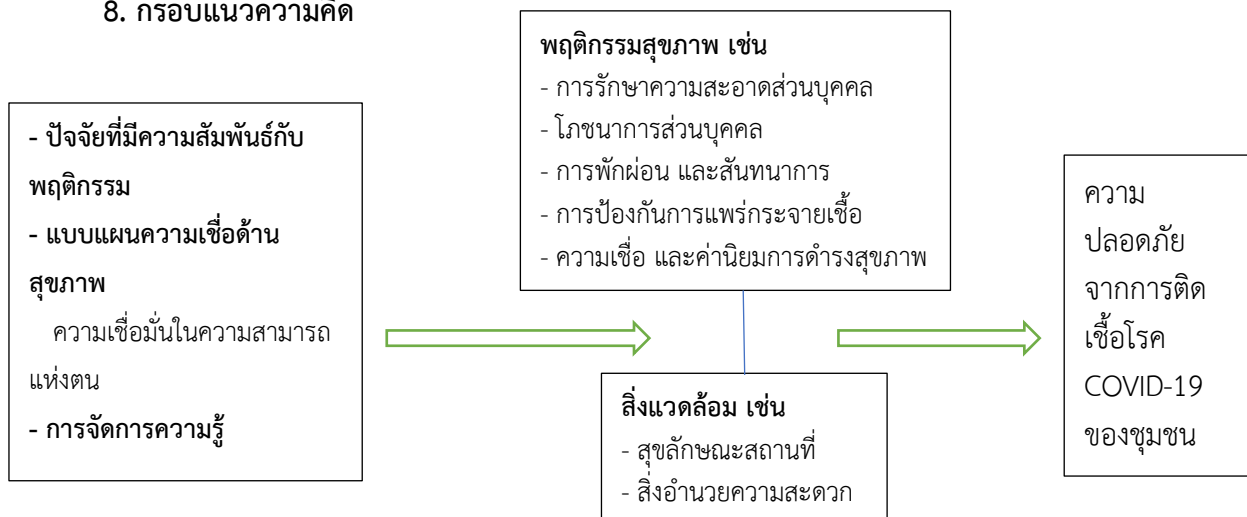 8. กรอบแนวความคิด
- ปัจจัยที่มีความสัมพันธ์กับ
พฤติกรรม
- แบบแผนความเชื่อด้าน
สุขภาพ
ความเชื่อมั่นในความสามารถ
แห่งตน
- การจัดการความรู้
พฤติกรรมสุขภาพ เช่น
- การรักษาความสะอาดส่วนบุคคล
- โภชนาการส่วนบุคคล
- การพักผ่อน และสันทนาการ
- การป้องกันการแพร่กระจายเชื้อ
- ความเชื่อ และค่านิยมการดำรงสุขภาพ
สิ่งแวดล้อม เช่น
- สุขลักษณะสถานที่
- สิ่งอำนวยความสะดวก
ความ
ปลอดภัย
จากการติด
เชื้อโรค
COVID-19
ของชุมชน